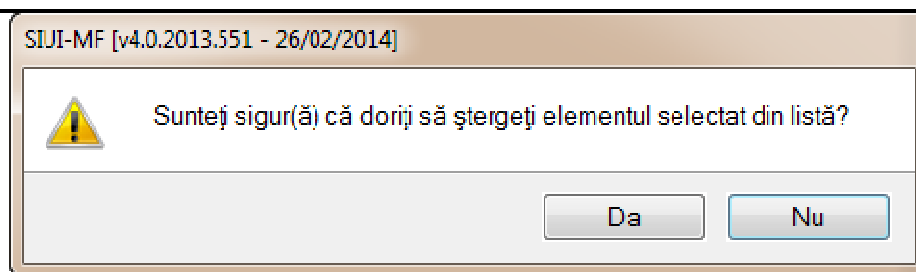 SIUI-MF [v4.0.2013.551 - 26/02/2014]
Sunteţi sigur(ă) că doriţi să ştergeţi elementul selectat din listă?
Da
Nu